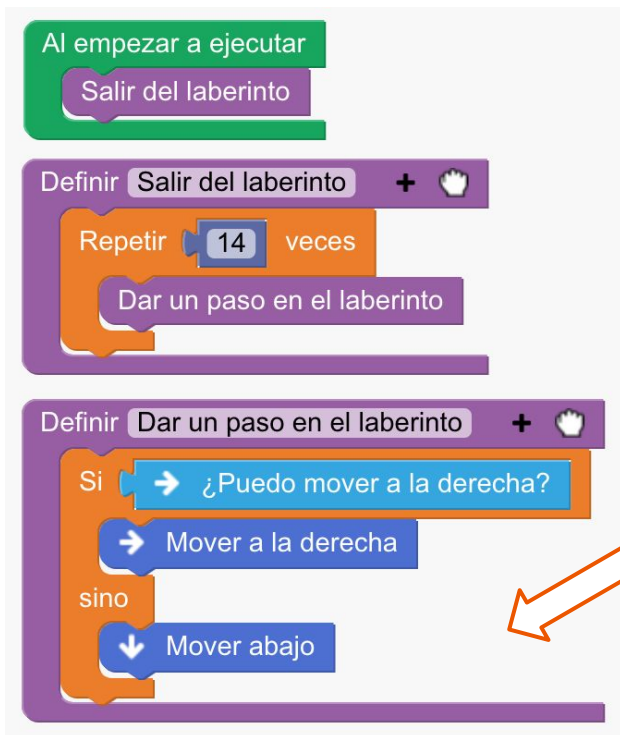 Al empezar a ejecutar
Salir del laberinto
Definir Salir del laberinto +
Repetir 14 veces
Dar un paso en el laberinto
Definir Dar un paso en el laberinto +
Si ¿Puedo mover a la derecha?
Mover a la derecha
sino
Mover abajo